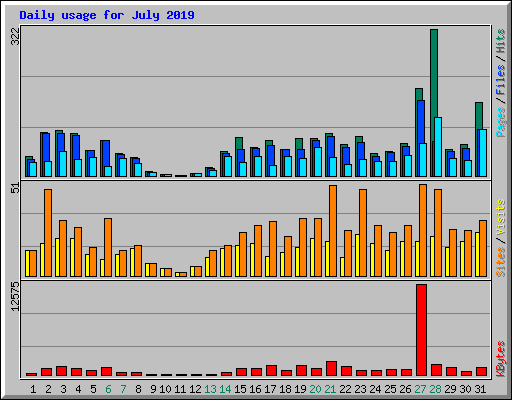 Daily usage for July 2019
322
Pages / Files / Hits
51
Sites / Visits
12575
KBytes
1 2 3 4 5 6 7 8 9 10 11 12 13 14 15 16 17 18 19 20 21 22 23 24 25 26 27 28 29 30 31